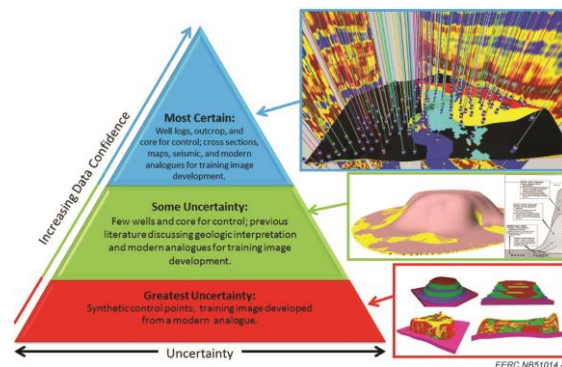 Increasing Data Confidence
Most Certain:
Well logs, outcrop, and
core for control; cross sections,
maps, seismic, and modern
analogues for training image
development.
Some Uncertainty:
Few wells and core for control; previous
literature discussing geologic interpretation
and modern analogues for training image
development.
Greatest Uncertainty:
Synthetic control points, training image developed
from a modern analogue.
Uncertainty